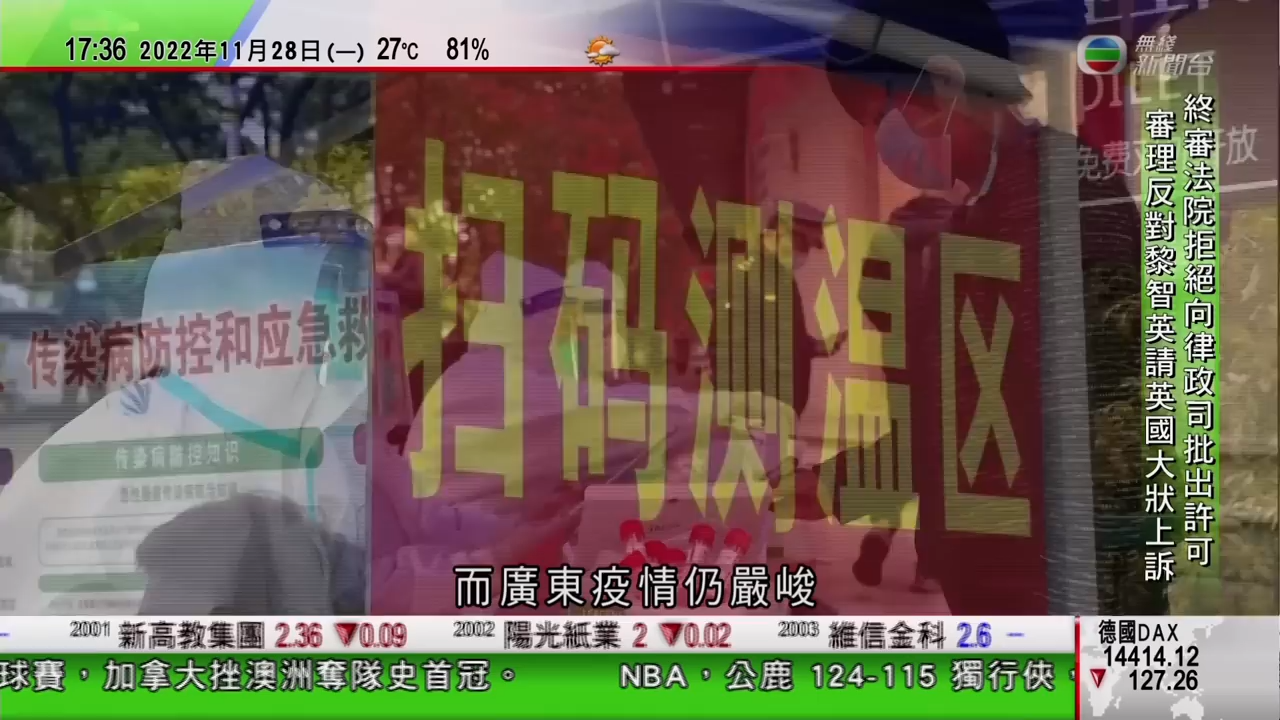 17:36 2022年11月28日(一) 27℃ 81%
無綫
新聞台
終審法院拒絕向律政司批出許可
審理反對黎智英請英國大狀上訴
扫码测温区
传染病防控和应急救
传染病防控知识
而廣東疫情仍嚴峻
2001 新高教集團 2.36 ▼0.09 2002 陽光紙業 2 ▼0.02 2003 維信金科 2.6 –
德國DAX
14414.12
▼ 127.26
球賽，加拿大挫澳洲奪隊史首冠。 NBA，公鹿 124-115 獨行俠